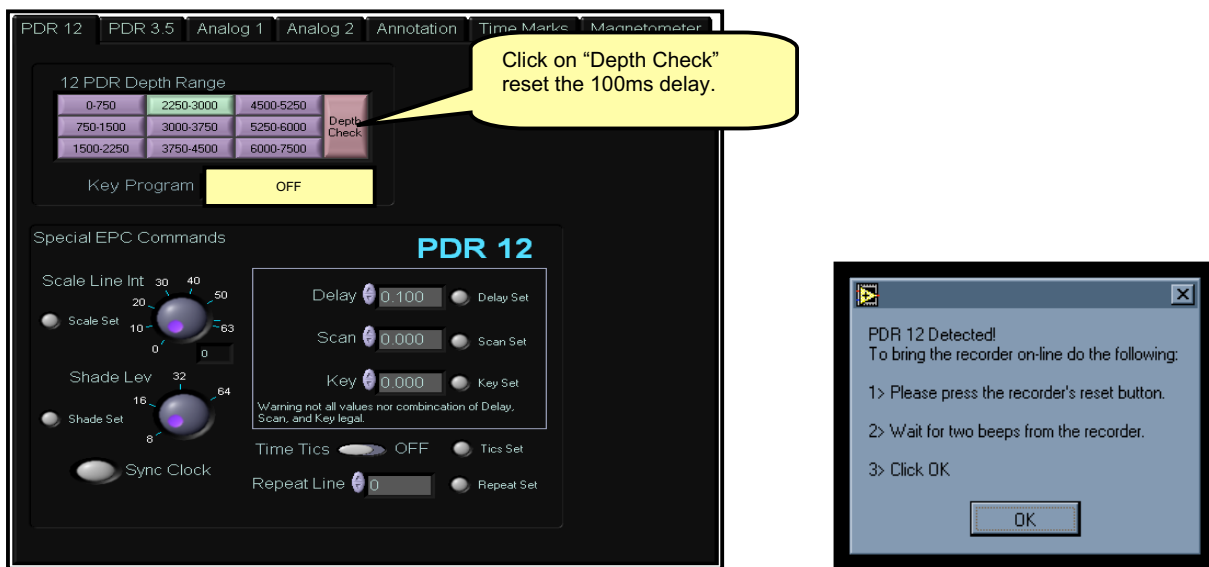 PDR 12 PDR 3.5 Analog 1 Analog 2 Annotation Time Marks Magnetometer
Click on “Depth Check”
reset the 100ms delay.
12 PDR Depth Range
0-750 2250-3000 4500-5250
750-1500 3000-3750 5250-6000
1500-2250 3750-4500 6000-7500
Depth
Check
Key Program OFF
Special EPC Commands
PDR 12
Scale Line Int
0 10 20 30 40 50 63
Scale Set
0
Shade Lev
8 16 32 64
Shade Set
Sync Clock
Delay 0.100 Delay Set
Scan 0.000 Scan Set
Key 0.000 Key Set
Warning not all values nor combincation of Delay,
Scan, and Key legal.
Time Tics OFF Tics Set
Repeat Line 0 Repeat Set
PDR 12 Detected!
To bring the recorder on-line do the following:
1> Please press the recorder's reset button.
2> Wait for two beeps from the recorder.
3> Click OK
OK